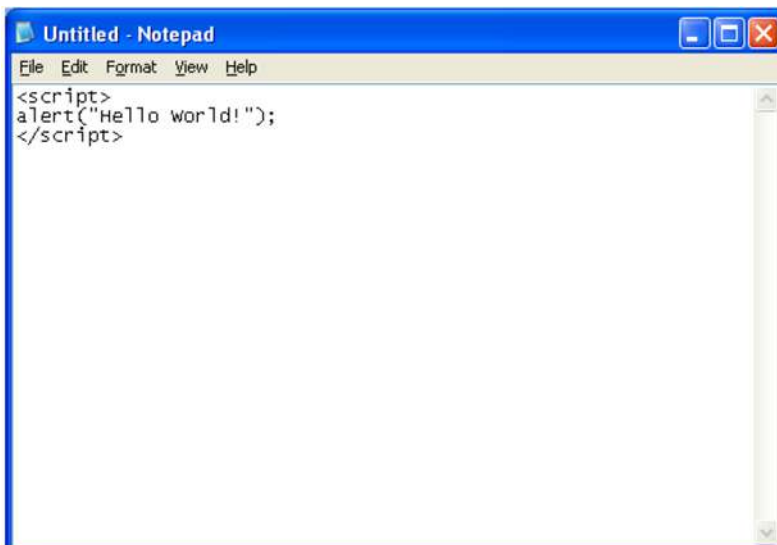 Untitled - Notepad
File Edit Format View Help
<script>
alert("Hello World!");
</script>